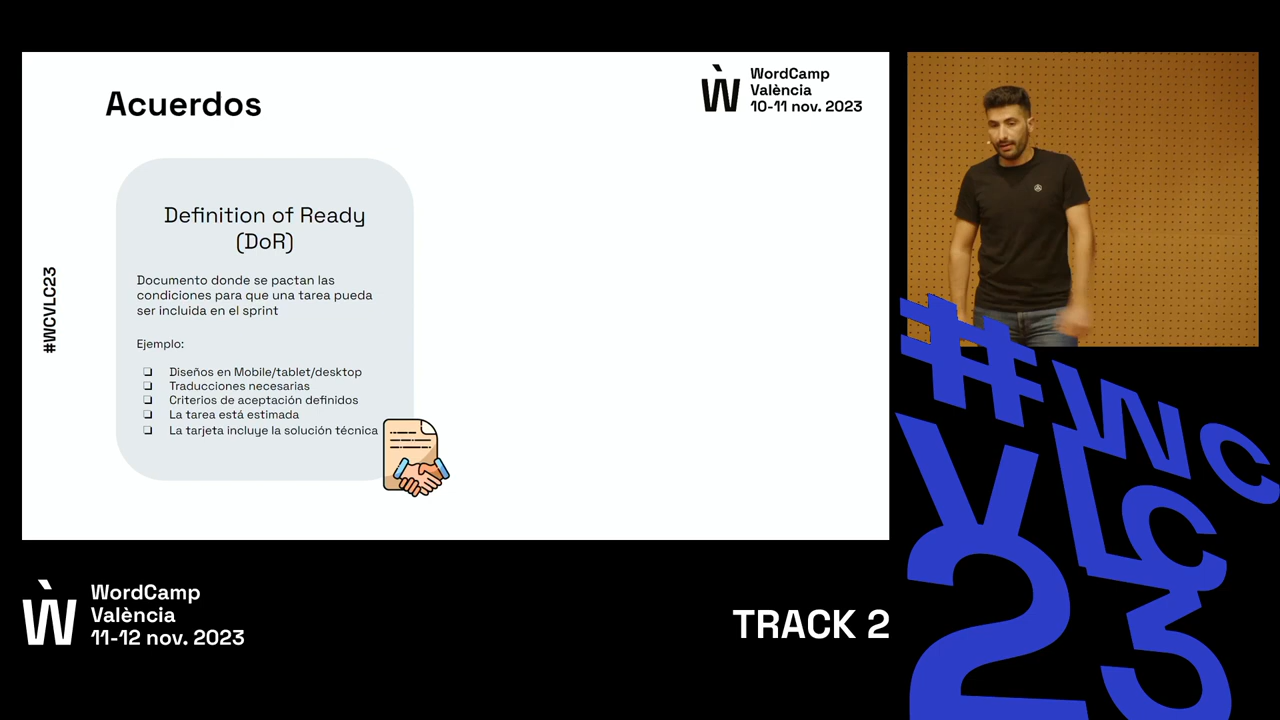 Acuerdos
WordCamp
València
10-11 nov. 2023
#WCVLC23
Definition of Ready
(DoR)
Documento donde se pactan las
condiciones para que una tarea pueda
ser incluida en el sprint
Ejemplo:
Diseños en Mobile/tablet/desktop
Traducciones necesarias
Criterios de aceptación definidos
La tarea está estimada
La tarjeta incluye la solución técnica
WordCamp
València
11-12 nov. 2023
TRACK 2
#WC
VLC
23